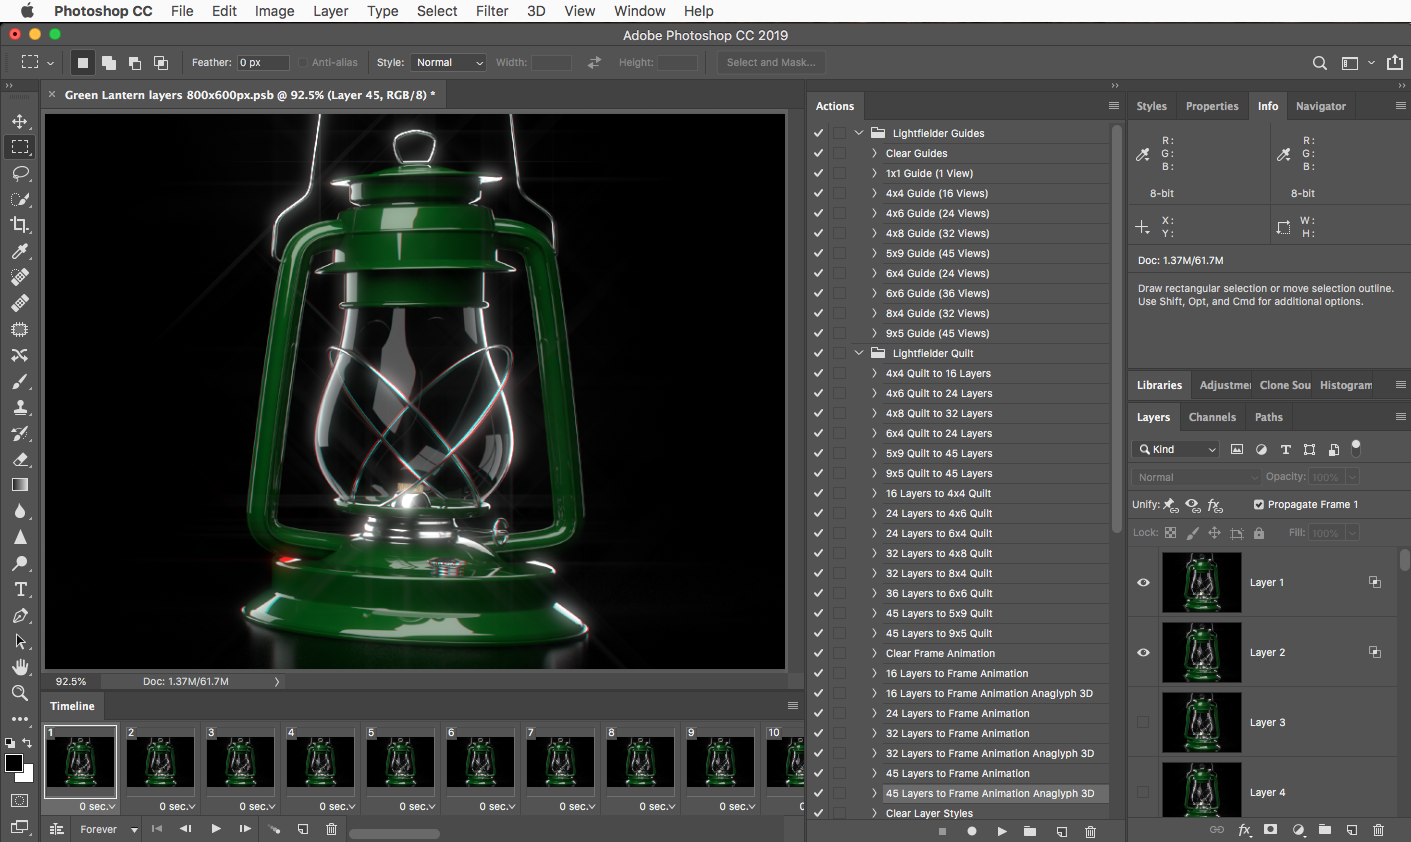 Photoshop CC File Edit Image Layer Type Select Filter 3D View Window Help
Adobe Photoshop CC 2019
Feather: 0 px Anti-alias Style: Normal Width: Height: Select and Mask...
Green Lantern layers 800x600px.psb @ 92.5% (Layer 45, RGB/8) *
92.5% Doc: 1.37M/61.7M
Timeline
1 2 3 4 5 6 7 8 9 10
0 sec. 0 sec. 0 sec. 0 sec. 0 sec. 0 sec. 0 sec. 0 sec. 0 sec. 0 sec.
Forever
Actions
Lightfielder Guides
Clear Guides
1x1 Guide (1 View)
4x4 Guide (16 Views)
4x6 Guide (24 Views)
4x8 Guide (32 Views)
5x9 Guide (45 Views)
6x4 Guide (24 Views)
6x6 Guide (36 Views)
8x4 Guide (32 Views)
9x5 Guide (45 Views)
Lightfielder Quilt
4x4 Quilt to 16 Layers
4x6 Quilt to 24 Layers
4x8 Quilt to 32 Layers
6x4 Quilt to 24 Layers
5x9 Quilt to 45 Layers
9x5 Quilt to 45 Layers
16 Layers to 4x4 Quilt
24 Layers to 4x6 Quilt
24 Layers to 6x4 Quilt
32 Layers to 4x8 Quilt
32 Layers to 8x4 Quilt
36 Layers to 6x6 Quilt
45 Layers to 5x9 Quilt
45 Layers to 9x5 Quilt
Clear Frame Animation
16 Layers to Frame Animation
16 Layers to Frame Animation Anaglyph 3D
24 Layers to Frame Animation
32 Layers to Frame Animation
32 Layers to Frame Animation Anaglyph 3D
45 Layers to Frame Animation
45 Layers to Frame Animation Anaglyph 3D
Clear Layer Styles
Styles Properties Info Navigator
R: R:
G: G:
B: B:
8-bit 8-bit
X: W:
Y: H:
Doc: 1.37M/61.7M
Draw rectangular selection or move selection outline.
Use Shift, Opt, and Cmd for additional options.
Libraries Adjustmen Clone Sou Histogram
Layers Channels Paths
Kind
Normal Opacity: 100%
Unify: Propagate Frame 1
Lock: Fill: 100%
Layer 1
Layer 2
Layer 3
Layer 4